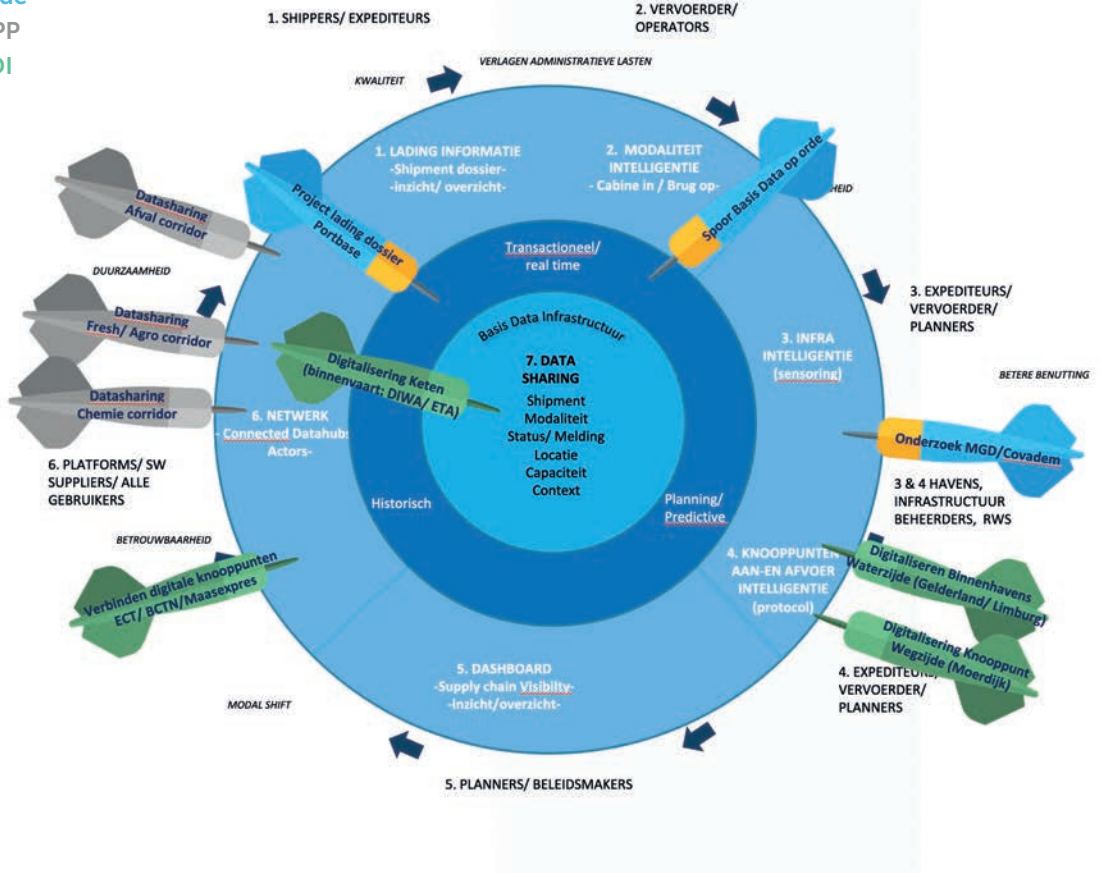 de
PP
DI
1. SHIPPERS/ EXPEDITEURS
2. VERVOERDER/
OPERATORS
KWALITEIT
VERLAGEN ADMINISTRATIEVE LASTEN
1. LADING INFORMATIE
-Shipment dossier-
-inzicht/ overzicht-
2. MODALITEIT
INTELLIGENTIE
- Cabine in / Brug op-
Spoor Basis Data op orde
HEID
Project lading dossier
Portbase
Datasharing
Afval corridor
DUURZAAMHEID
Datasharing
Fresh/ Agro corridor
Datasharing
Chemie corridor
Transactioneel/
real time
Basis Data Infrastructuur
7. DATA
SHARING
Shipment
Modaliteit
Status/ Melding
Locatie
Capaciteit
Context
Digitalisering Keten
(binnenvaart; DIWA/ ETA)
3. INFRA
INTELLIGENTIE
(sensoring)
3. EXPEDITEURS/
VERVOERDER/
PLANNERS
BETERE BENUTTING
Onderzoek MGD/Covadem
3 & 4 HAVENS,
INFRASTRUCTUUR
BEHEERDERS, RWS
6. NETWERK
- Connected Datahubs
Actors-
6. PLATFORMS/ SW
SUPPLIERS/ ALLE
GEBRUIKERS
Historisch
Planning/
Predictive
BETROUWBAARHEID
Verbinden digitale knooppunten
ECT/ BCTN/Maasexpres
4. KNOOPPUNTEN
AAN-EN AFVOER
INTELLIGENTIE
(protocol)
Digitaliseren Binnenhavens
Waterzijde (Gelderland/ Limburg)
Digitalisering Knooppunt
Wegzijde (Moerdijk)
4. EXPEDITEURS,
VERVOERDER/
PLANNERS
5. DASHBOARD
-Supply chain Visibilty-
-inzicht/overzicht-
MODAL SHIFT
5. PLANNERS/ BELEIDSMAKERS